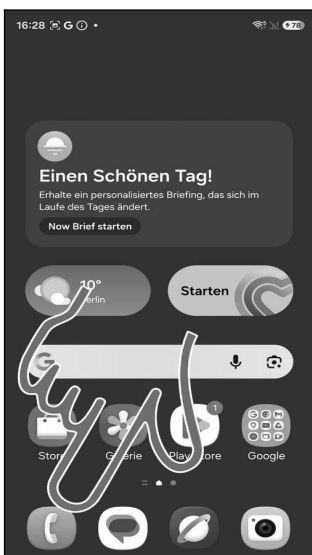 16:28 G
78
Einen Schönen Tag!
Erhalte ein personalisiertes Briefing, das sich im
Laufe des Tages ändert.
Now Brief starten
10°
Berlin
Starten
G
1
Store
Galerie
Play Store
Google